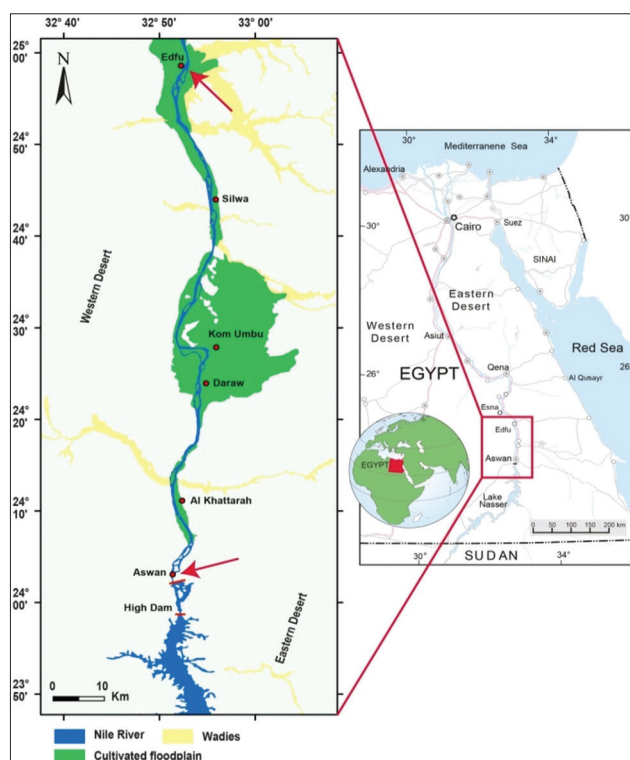 32° 40'
32° 50'
33° 00'
25°
00'
N
Edfu
24°
50'
Silwa
24°
40'
Western Desert
24°
30'
Kom Umbu
Daraw
24°
20'
24°
10'
Al Khattarah
Aswan
24°
00'
High Dam
Eastern Desert
23°
50'
0
10
Km
Nile River
Wadies
Cultivated floodplain
30°
34°
Mediterranene Sea
Alexandria
30°
Cairo
Suez
SINAI
Eastern
Desert
Western
Desert
Asiut
Red Sea
Qena
26°
26°
Al Qusayr
EGYPT
Esna
Edfu
EGYPT
Aswan
Lake
Nasser
0 50 100 150 200 km
30°
34°
SUDAN